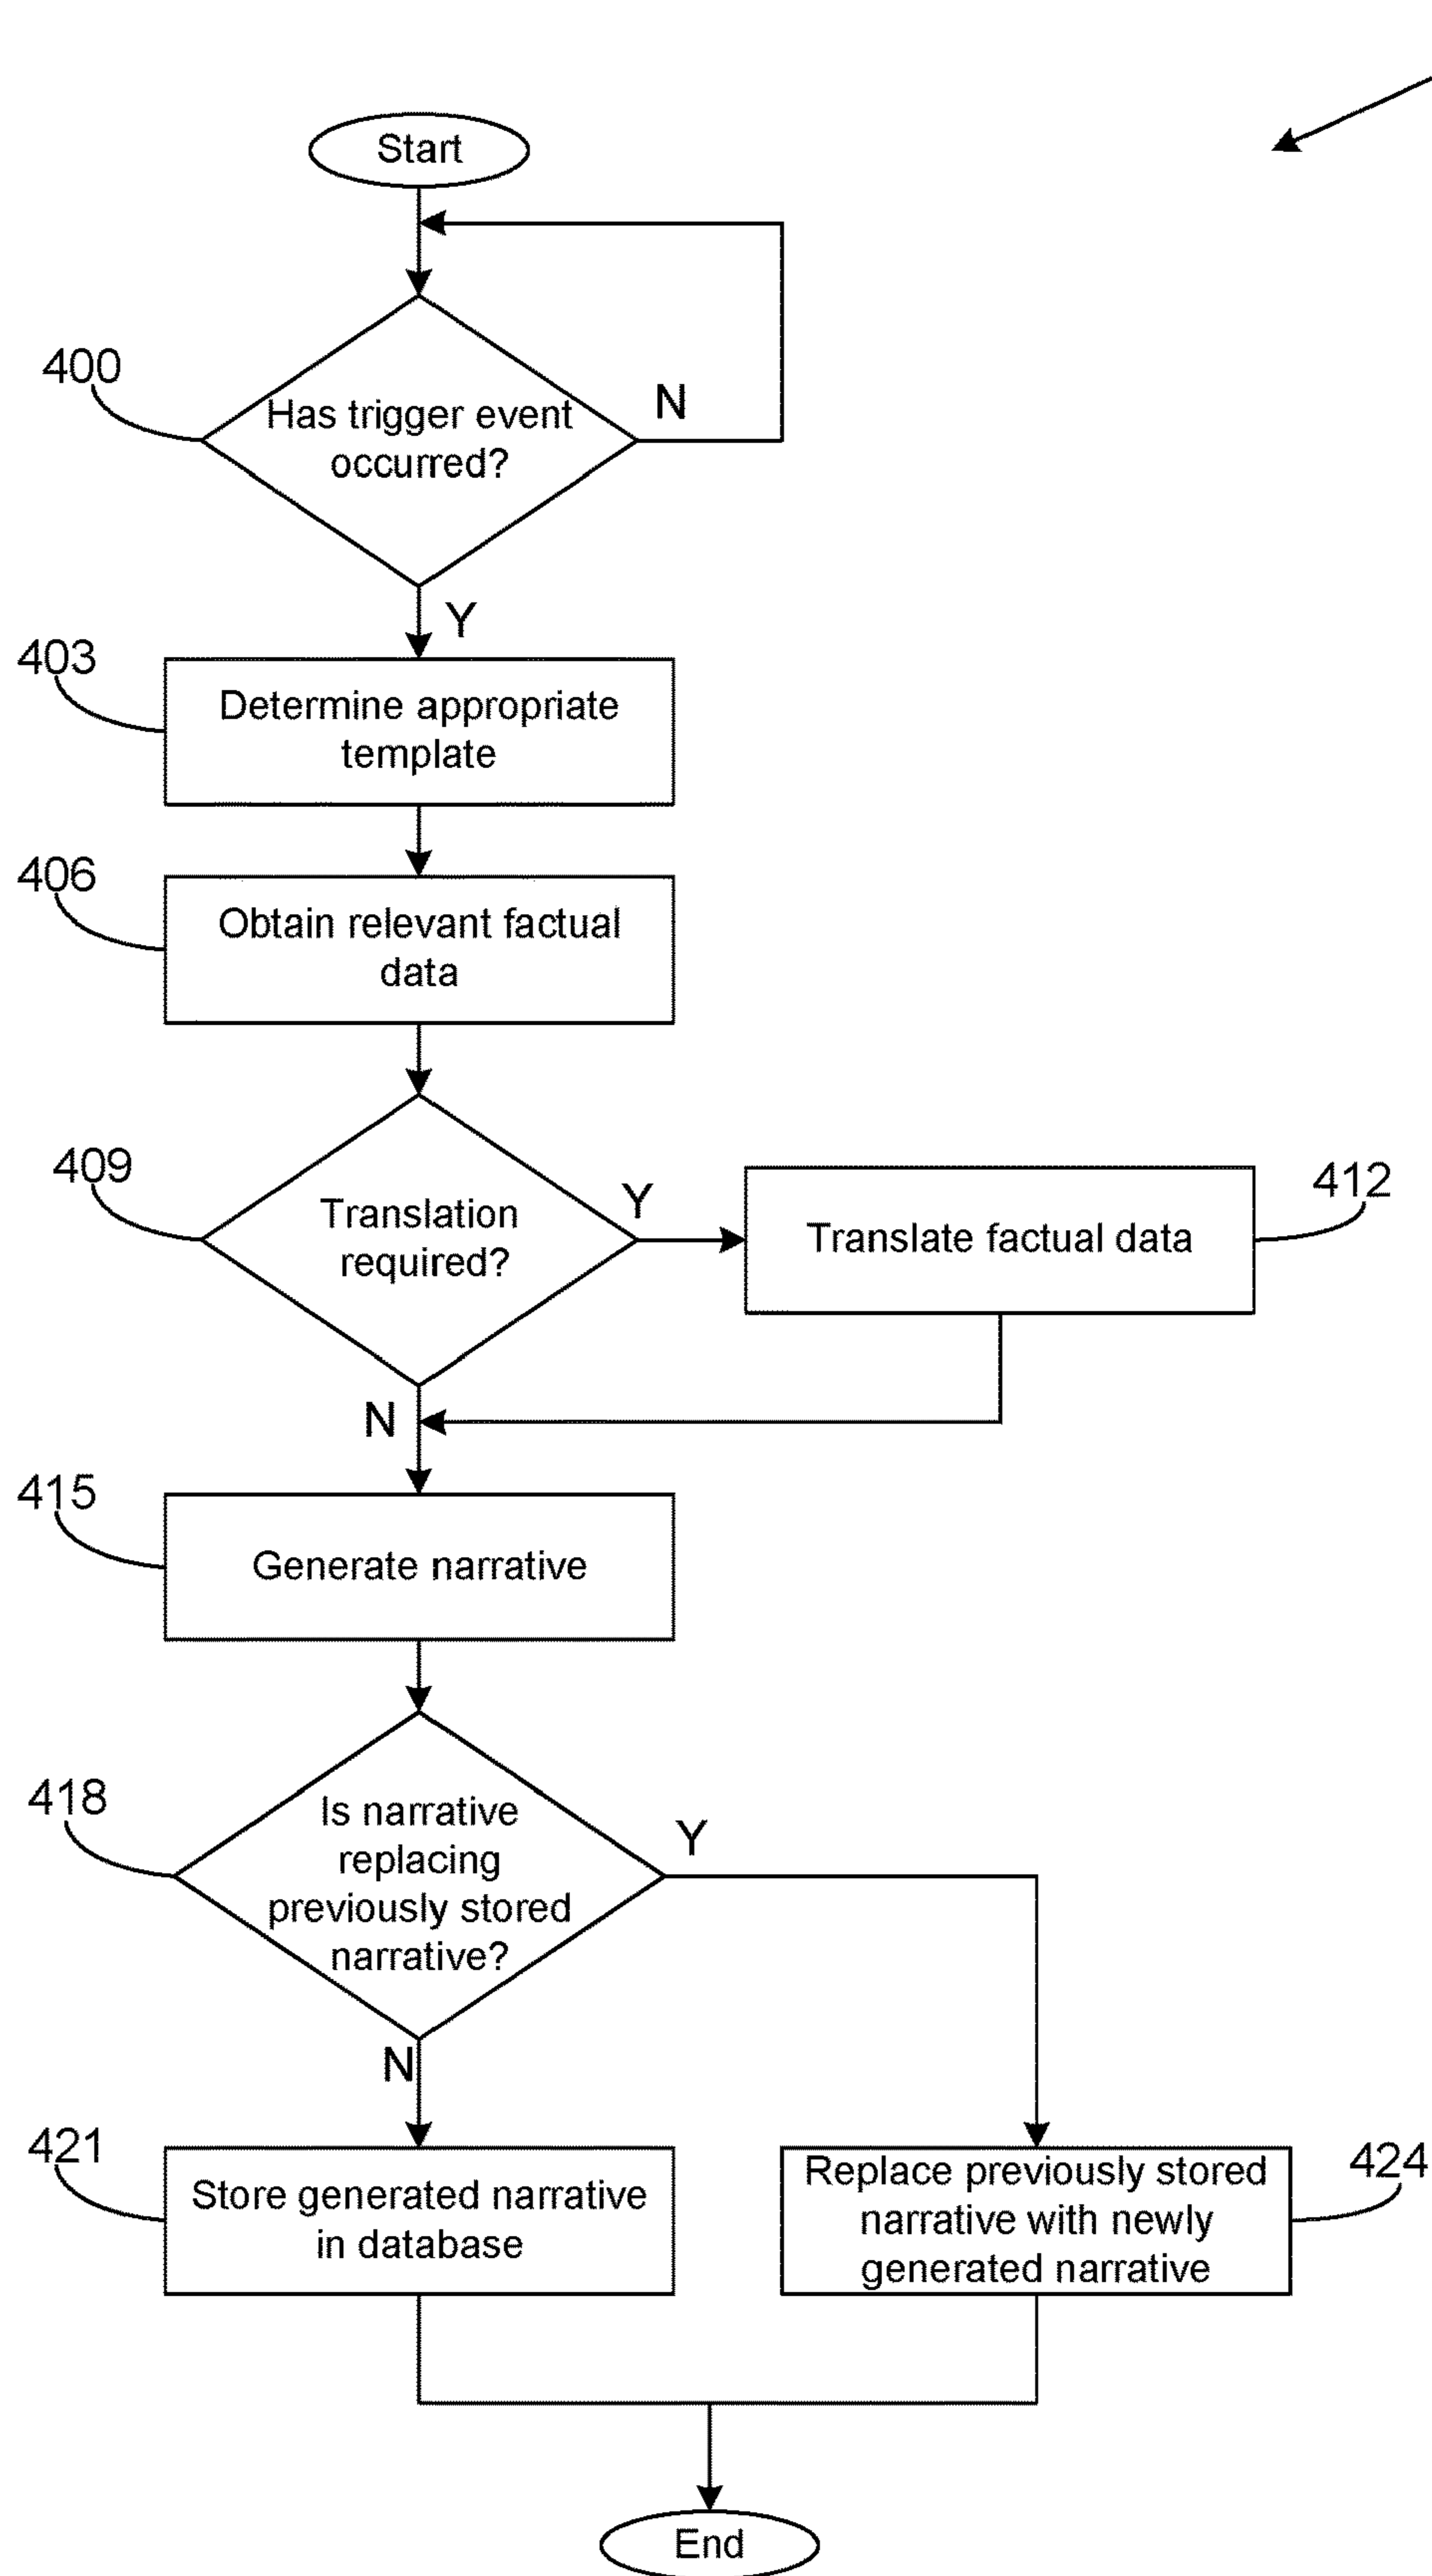 Start
400
Has trigger event
occurred?
N
Y
403
Determine appropriate
template
406
Obtain relevant factual
data
409
Translation
required?
Y
Translate factual data
412
N
415
Generate narrative
418
Is narrative
replacing
previously stored
narrative?
Y
N
421
Store generated narrative
in database
Replace previously stored
narrative with newly
generated narrative
424
End